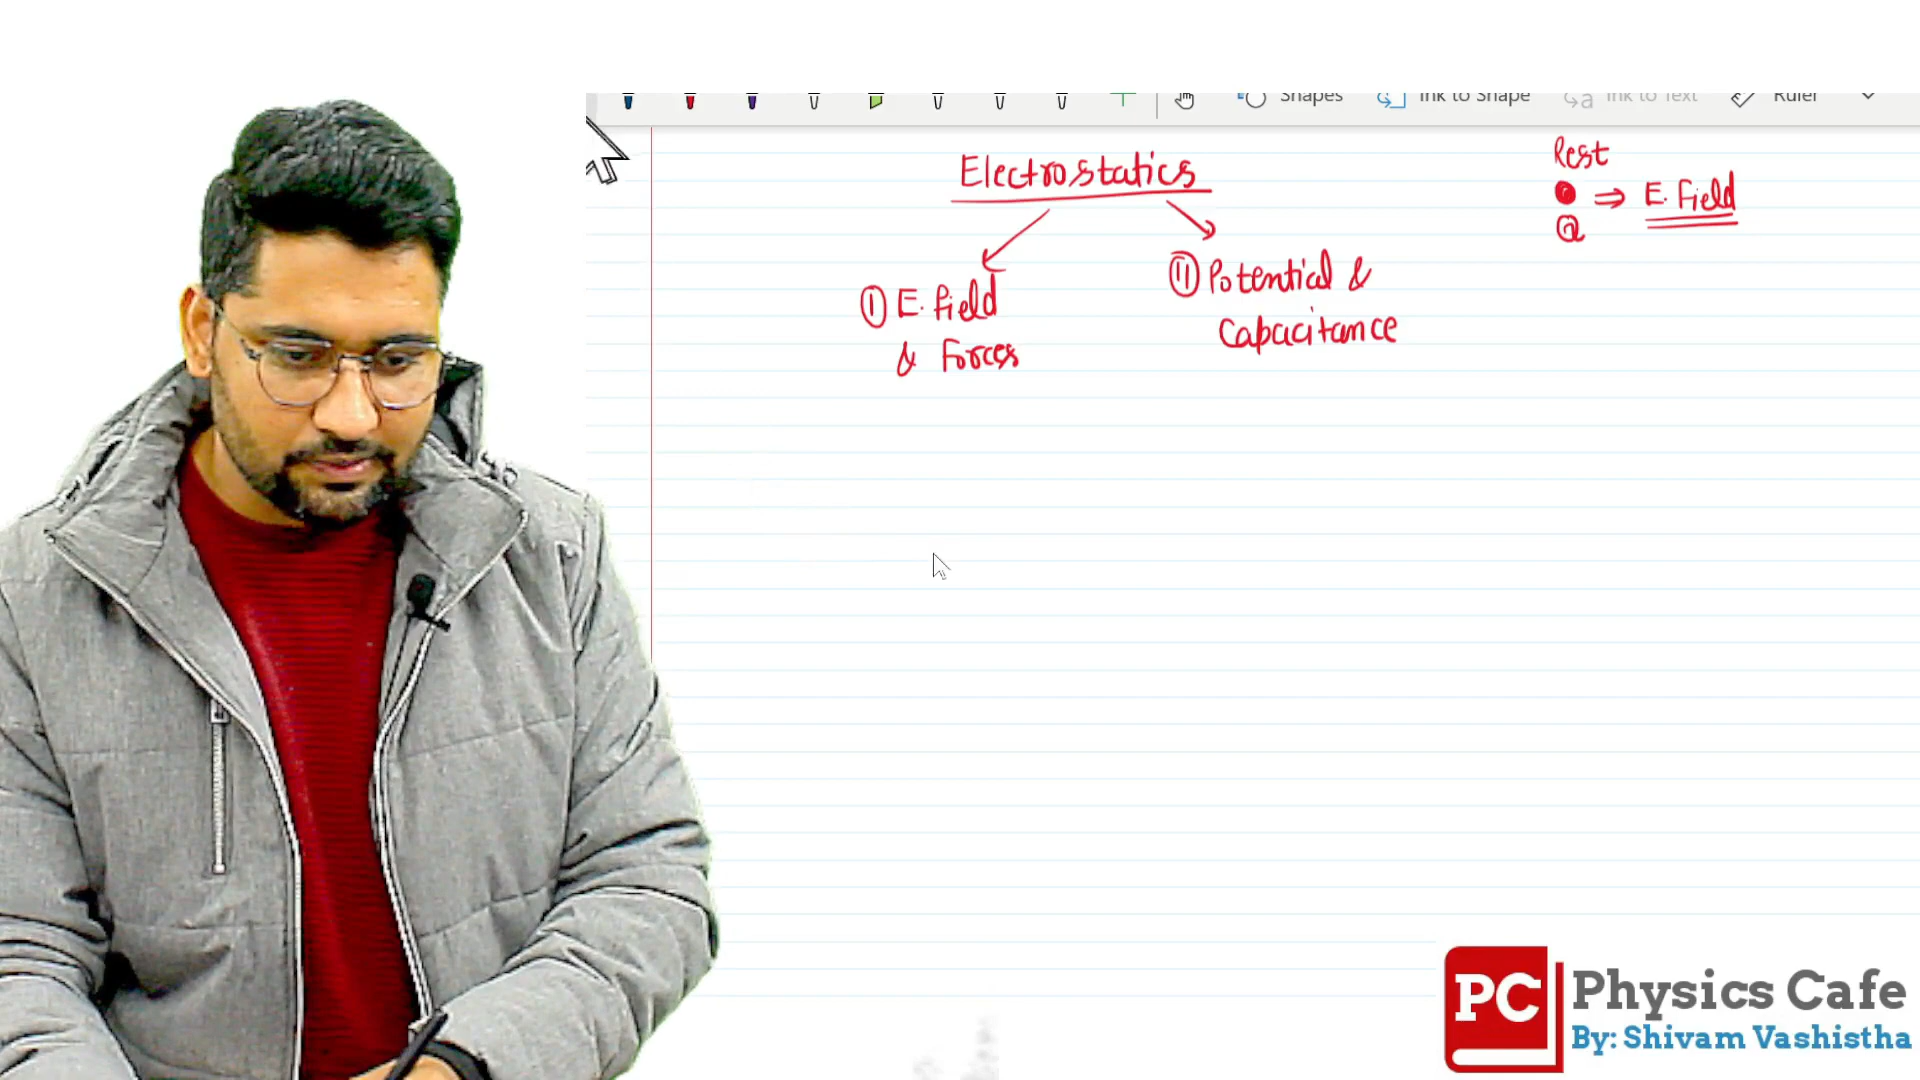 Shapes Ink to Shape Ink to Text Ruler
Electrostatics
Rest
⇒ E. Field
Q
① E. field
& Forces
② Potential &
Capacitance
PC Physics Cafe
By: Shivam Vashistha